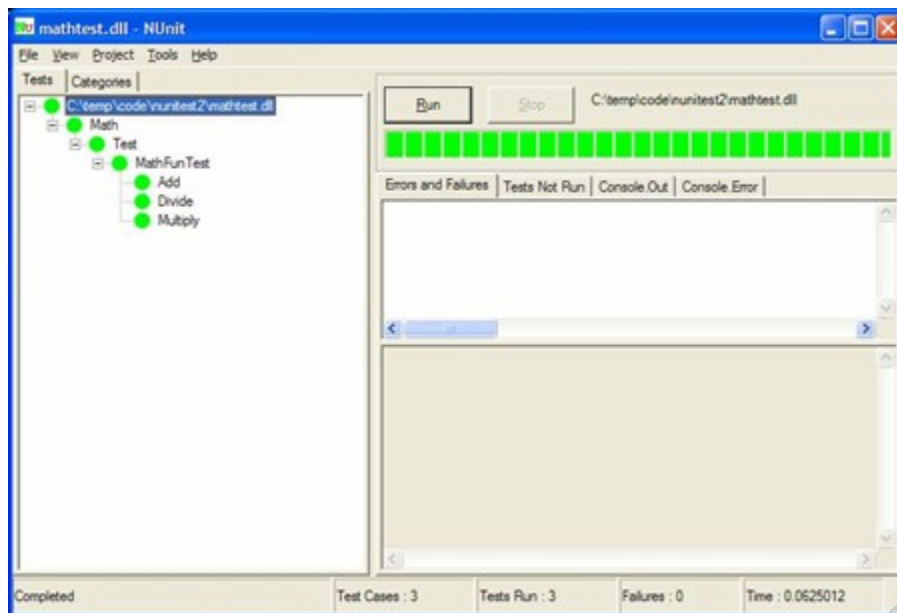 mathtest.dll - NUnit
File View Project Tools Help
Tests Categories
C:\temp\code\nunitest2\mathtest.dll
Math
Test
MathFunTest
Add
Divide
Multiply
Run Stop C:\temp\code\nunitest2\mathtest.dll
Errors and Failures Tests Not Run Console.Out Console.Error
Completed Test Cases : 3 Tests Run : 3 Failures : 0 Time : 0.0625012